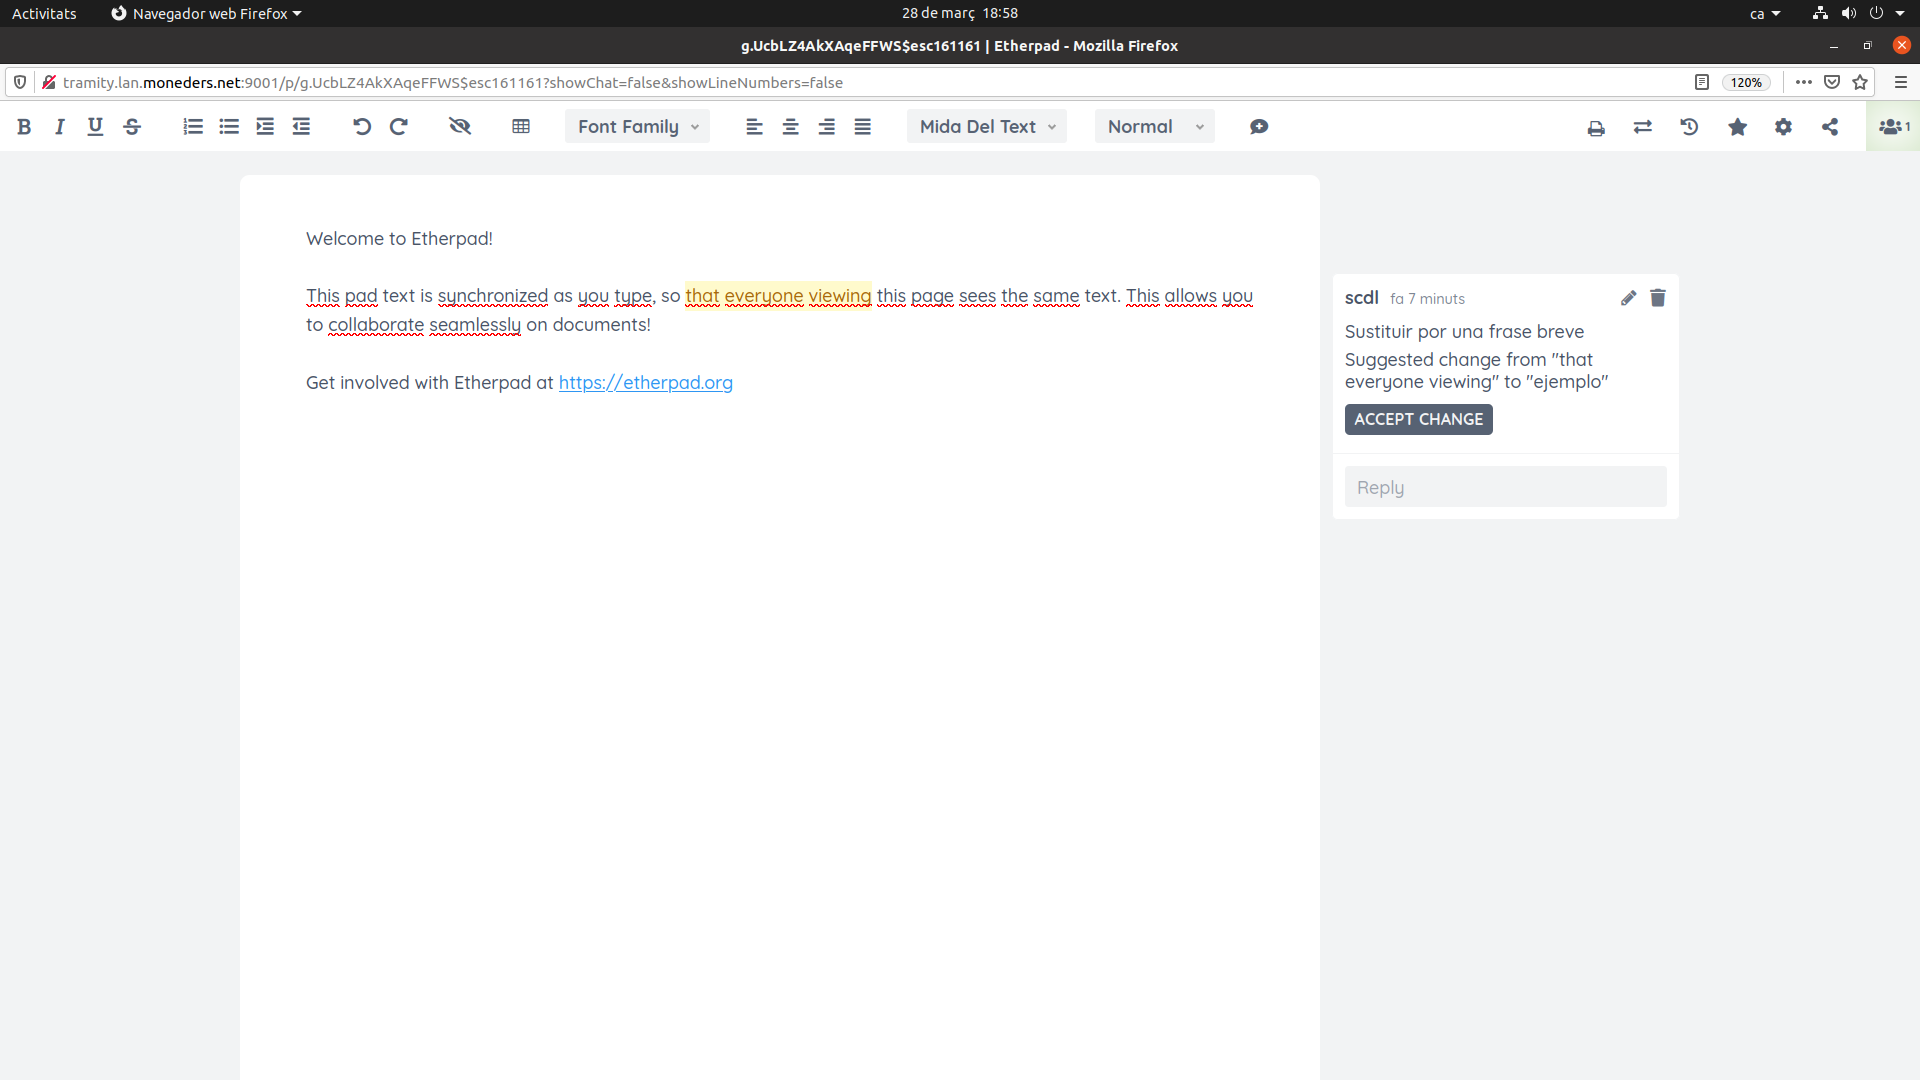 Activitats Navegador web Firefox 28 de març 18:58 ca
g.UcbLZ4AkXAqeFFWS$esc161161 | Etherpad - Mozilla Firefox
tramity.lan.moneders.net:9001/p/g.UcbLZ4AkXAqeFFWS$esc161161?showChat=false&showLineNumbers=false 120%
Font Family Mida Del Text Normal 1
Welcome to Etherpad!
This pad text is synchronized as you type, so that everyone viewing this page sees the same text. This allows you
to collaborate seamlessly on documents!
Get involved with Etherpad at https://etherpad.org
scdl fa 7 minuts
Sustituir por una frase breve
Suggested change from "that
everyone viewing" to "ejemplo"
ACCEPT CHANGE
Reply